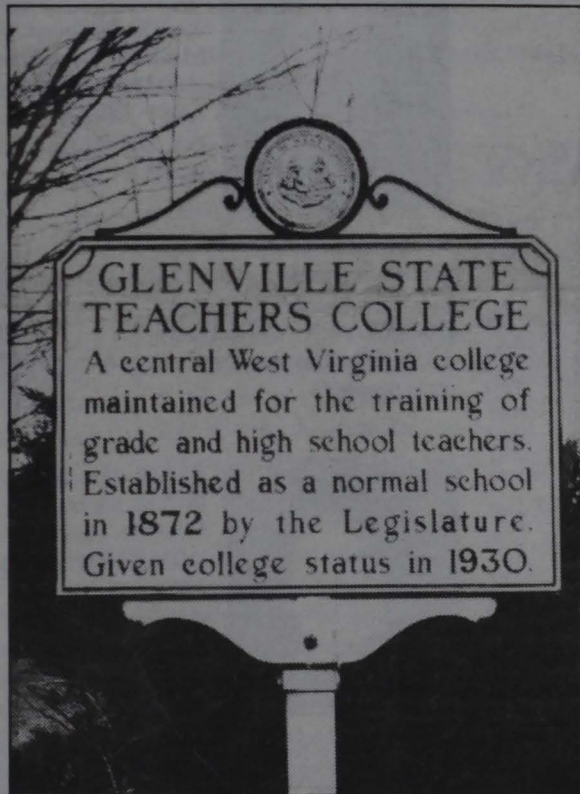 GLENVILLE STATE
TEACHERS COLLEGE
A central West Virginia college
maintained for the training of
grade and high school teachers.
Established as a normal school
in 1872 by the Legislature.
Given college status in 1930.